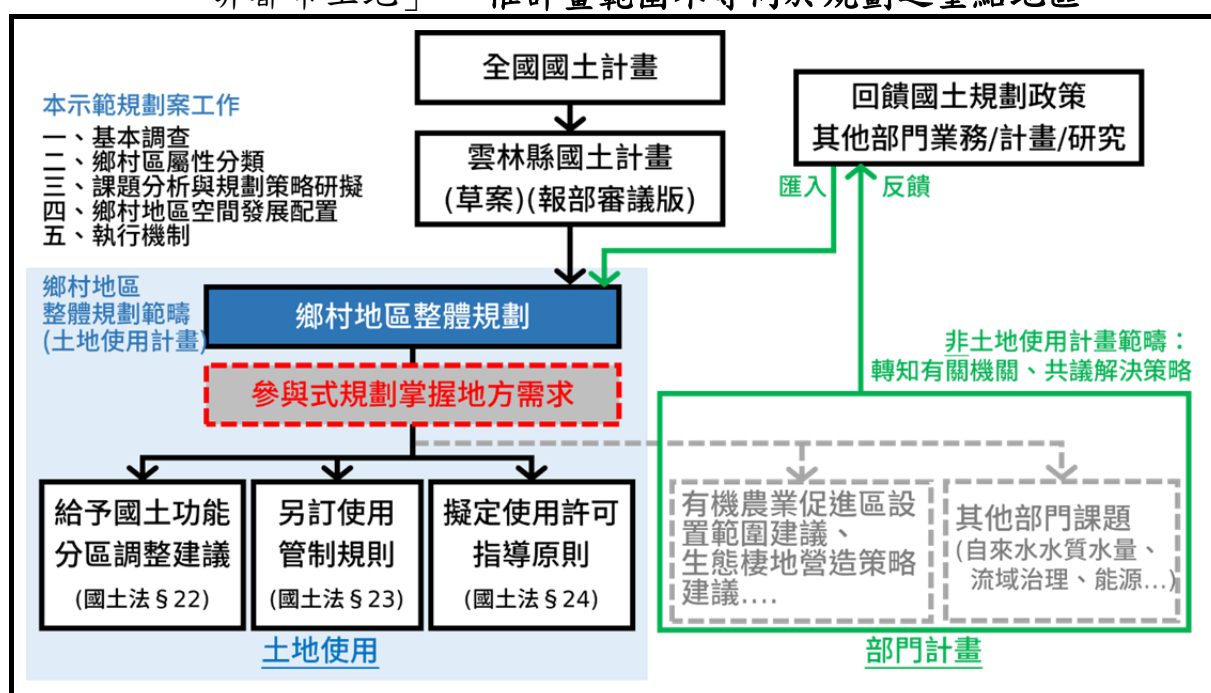 全國國土計畫
本示範規劃案工作
一、基本調查
二、鄉村區屬性分類
三、課題分析與規劃策略研擬
四、鄉村地區空間發展配置
五、執行機制
雲林縣國土計畫
(草案)(報部審議版)
回饋國土規劃政策
其他部門業務/計畫/研究
匯入
反饋
鄉村地區
整體規劃範疇
(土地使用計畫)
鄉村地區整體規劃
參與式規劃掌握地方需求
非土地使用計畫範疇：
轉知有關機關、共議解決策略
給予國土功能
分區調整建議
(國土法§22)
另訂使用
管制規則
(國土法§23)
擬定使用許可
指導原則
(國土法§24)
有機農業促進區設
置範圍建議、
生態棲地營造策略
建議....
其他部門課題
(自來水水質水量、
流域治理、能源…)
土地使用
部門計畫